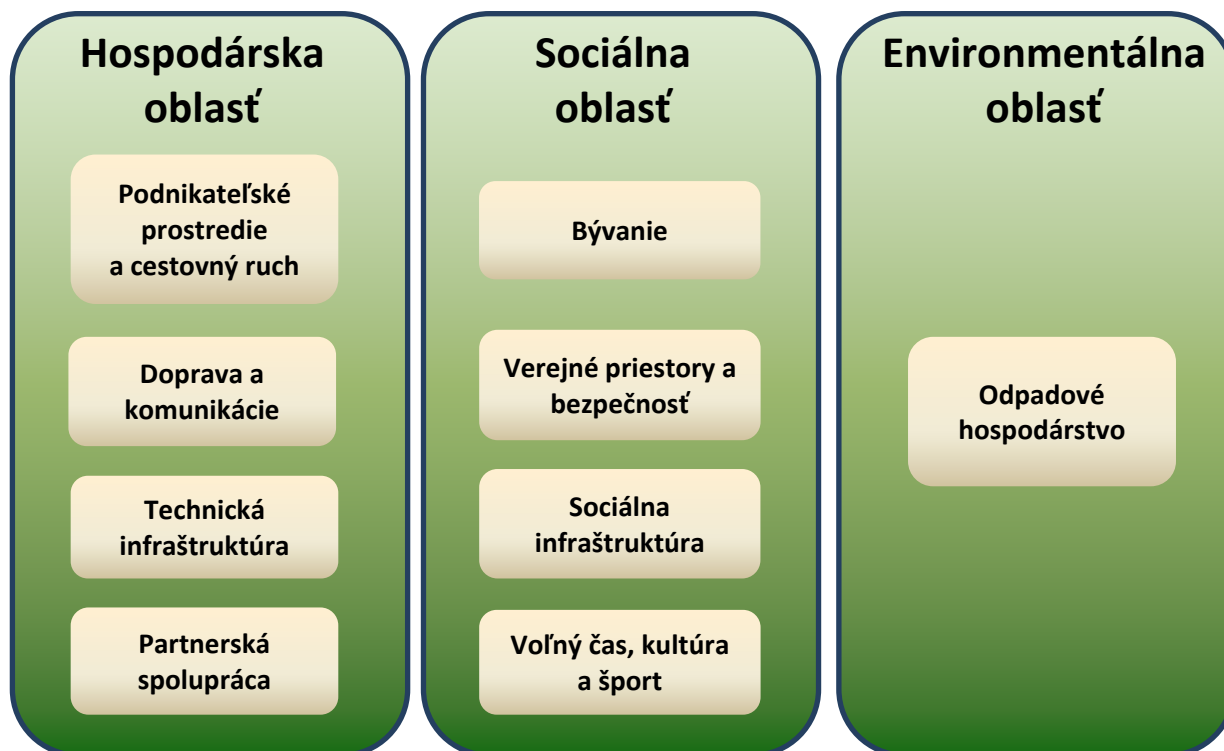 Hospodárska
oblasť
Podnikateľské
prostredie
a cestovný ruch
Doprava a
komunikácie
Technická
infraštruktúra
Partnerská
spolupráca
Sociálna
oblasť
Bývanie
Verejné priestory a
bezpečnosť
Sociálna
infraštruktúra
Voľný čas, kultúra
a šport
Environmentálna
oblasť
Odpadové
hospodárstvo